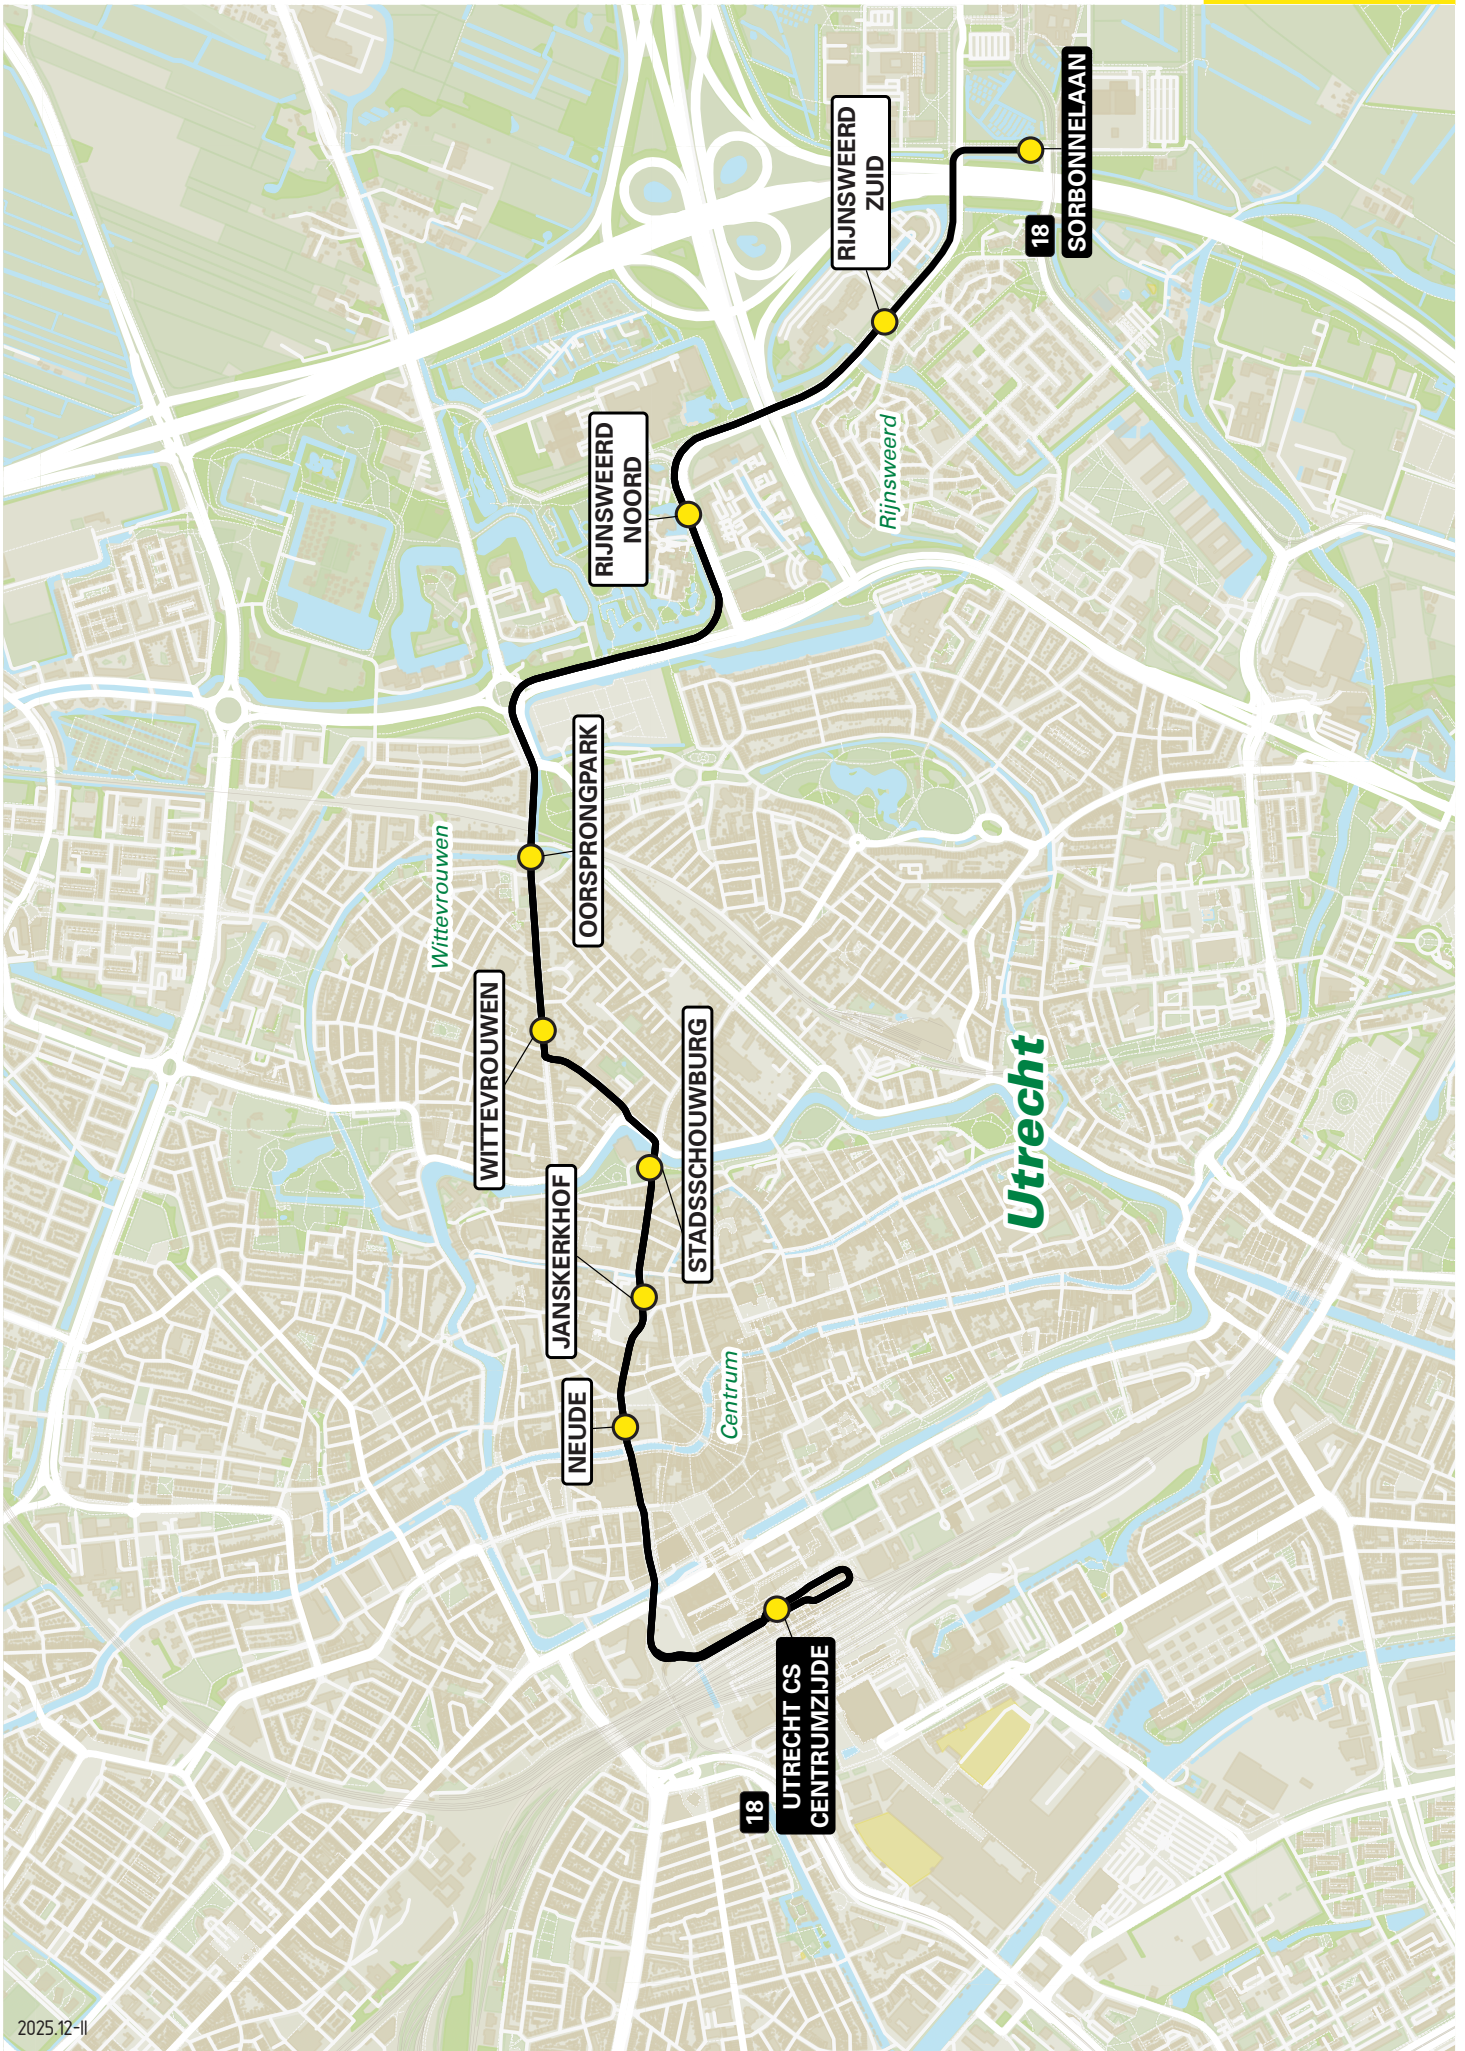 18
UTRECHT CS
CENTRUMZIJDE
NEUDE
JANSKERKHOF
STADSSCHOUWBURG
WITTEVROUWEN
OORSPRONGPARK
RIJNSWEERD
NOORD
RIJNSWEERD
ZUID
18
SORBONNELAAN
Wittevrouwen
Centrum
Utrecht
Rijnsweerd
2025.12-II